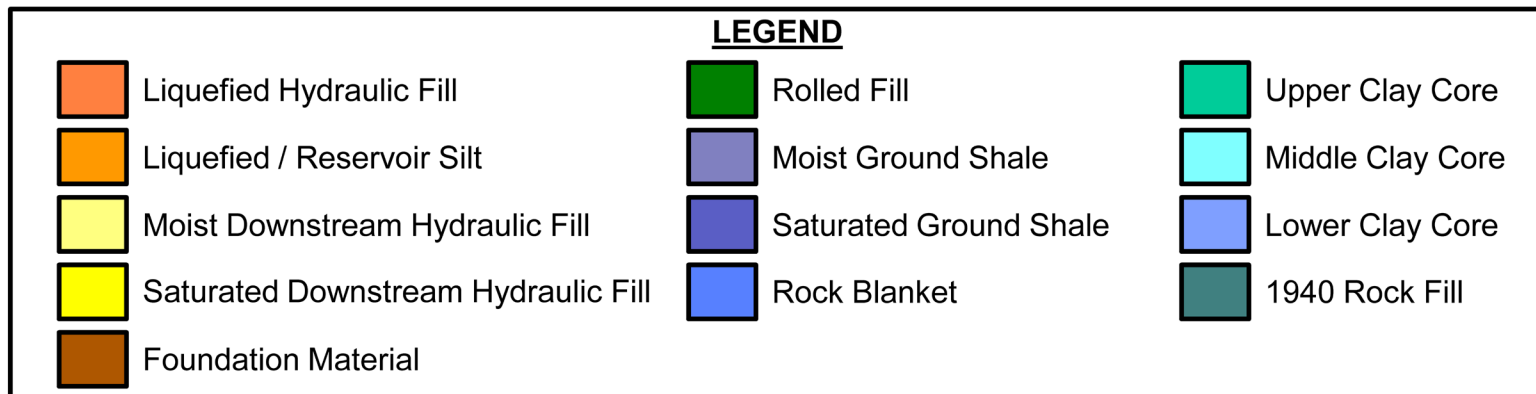 LEGEND
Liquefied Hydraulic Fill
Liquefied / Reservoir Silt
Moist Downstream Hydraulic Fill
Saturated Downstream Hydraulic Fill
Foundation Material
Rolled Fill
Moist Ground Shale
Saturated Ground Shale
Rock Blanket
Upper Clay Core
Middle Clay Core
Lower Clay Core
1940 Rock Fill